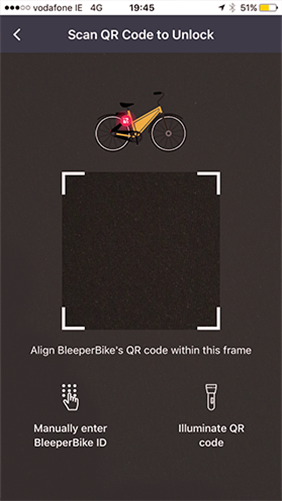 vodafone IE 4G 19:45 51%
Scan QR Code to Unlock
Align BleeperBike's QR code within this frame
Manually enter
BleeperBike ID
Illuminate QR
code